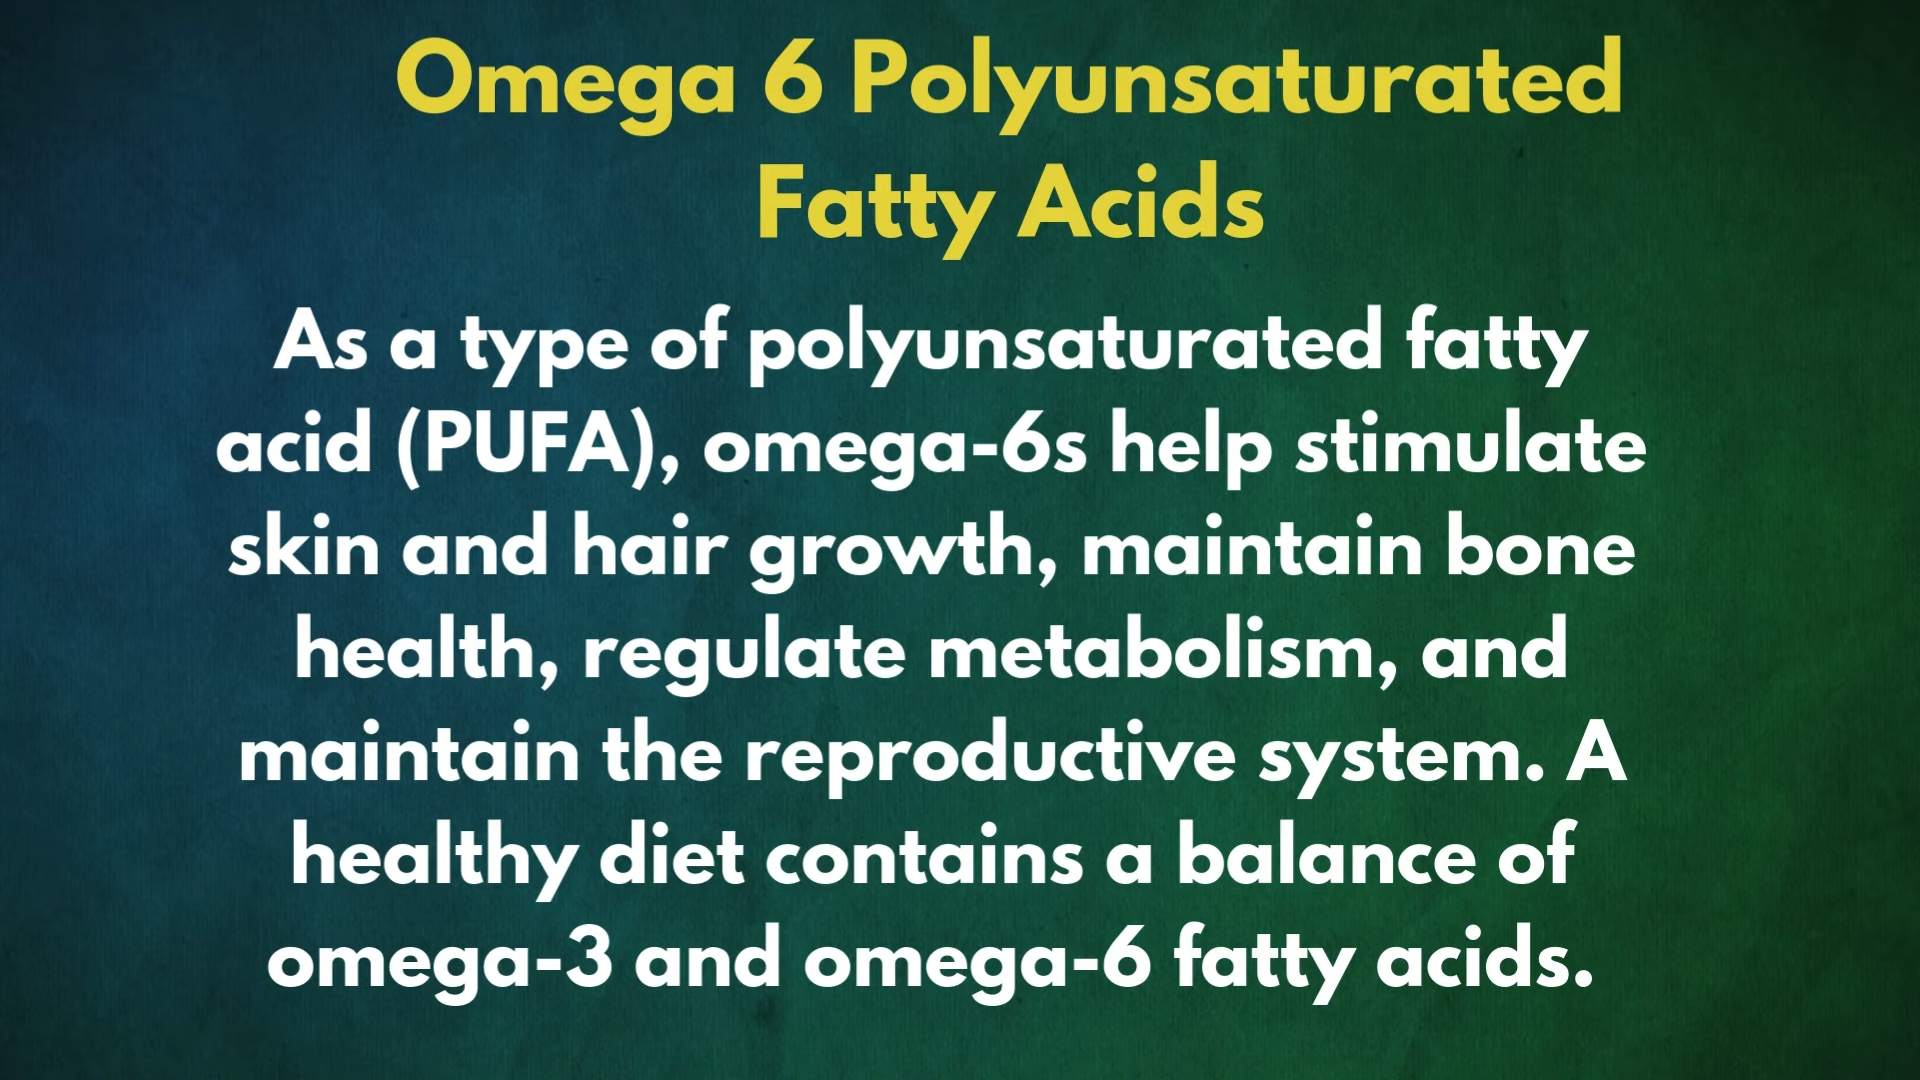 Omega 6 Polyunsaturated
Fatty Acids
As a type of polyunsaturated fatty
acid (PUFA), omega-6s help stimulate
skin and hair growth, maintain bone
health, regulate metabolism, and
maintain the reproductive system. A
healthy diet contains a balance of
omega-3 and omega-6 fatty acids.